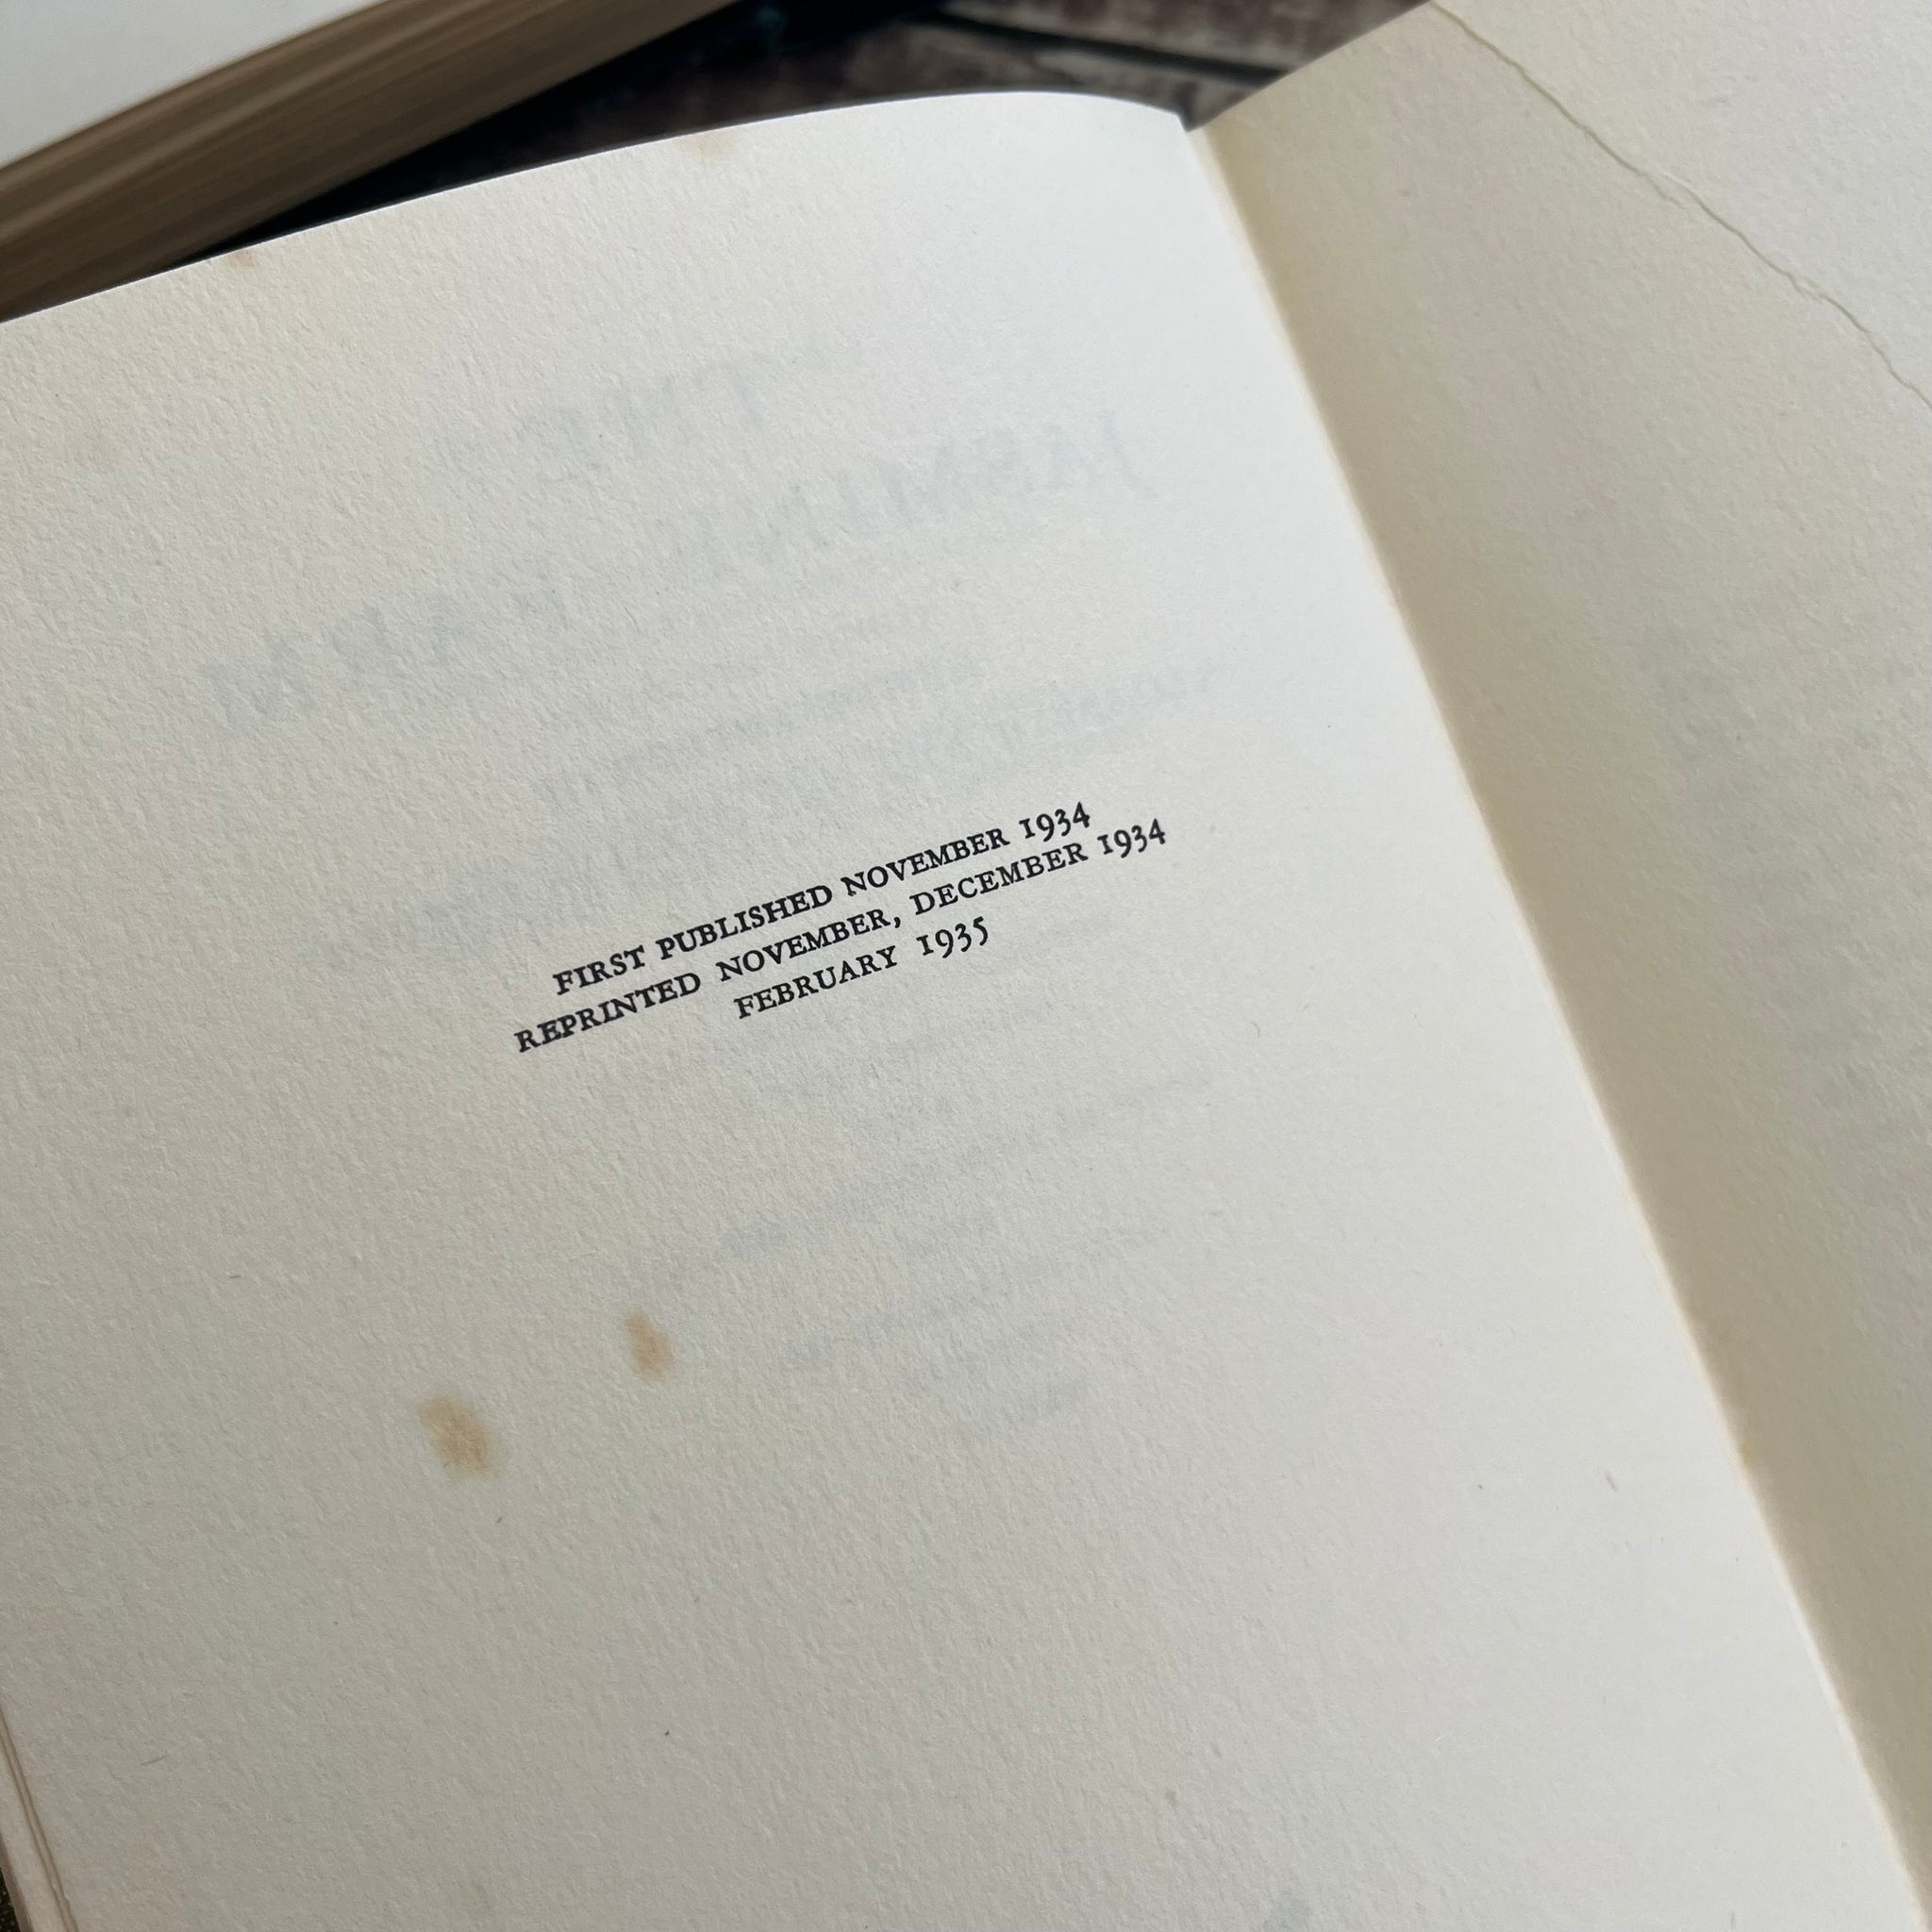 FIRST PUBLISHED NOVEMBER 1934
REPRINTED NOVEMBER, DECEMBER 1934
FEBRUARY 1935